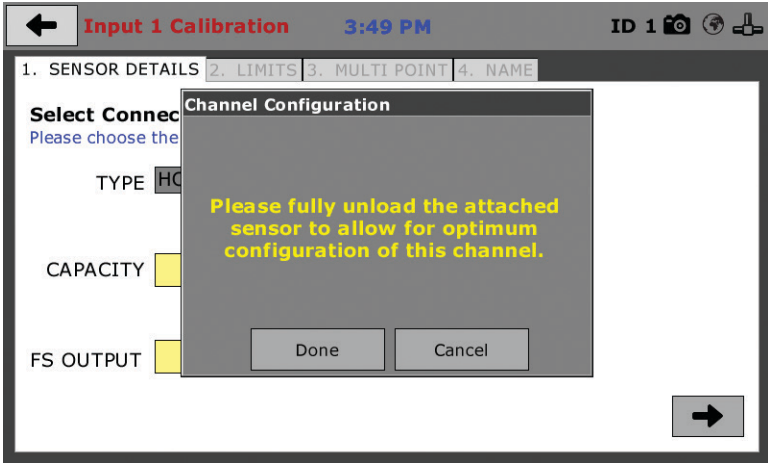 Input 1 Calibration 3:49 PM ID 1
1. SENSOR DETAILS 2. LIMITS 3. MULTI POINT 4. NAME
Channel Configuration
Select Connec
Please choose the
TYPE HO
Please fully unload the attached
sensor to allow for optimum
configuration of this channel.
CAPACITY
Done Cancel
FS OUTPUT